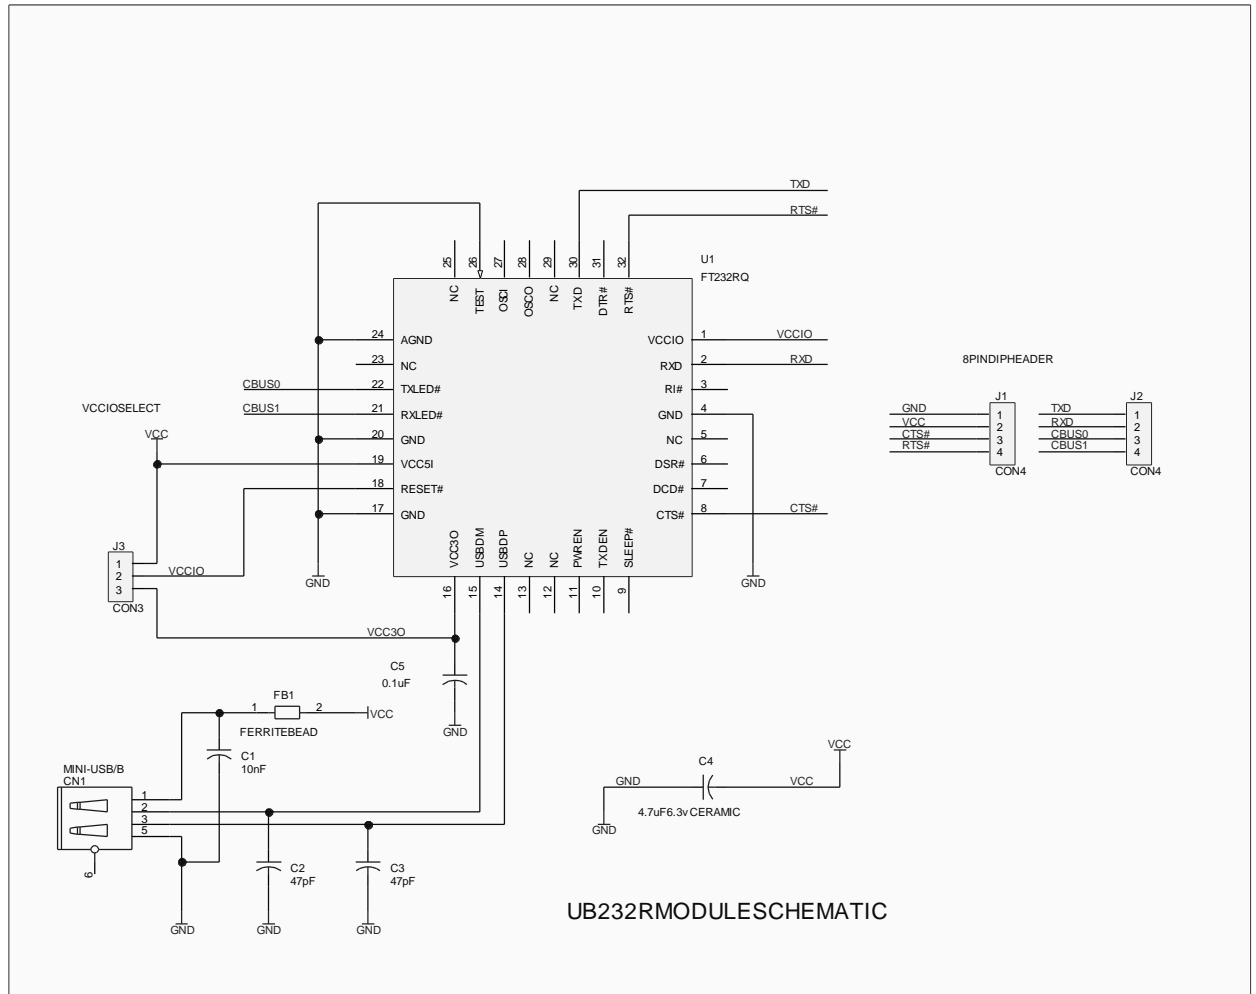 TXD
RTS#
U1
FT232RQ
25
26
27
28
29
30
31
32
NC
TEST
OSCI
OSCO
NC
TXD
DTR#
RTS#
24
AGND
VCCIO
1
VCCIO
23
NC
RXD
2
RXD
CBUS0
22
TXLED#
RI#
3
CBUS1
21
RXLED#
GND
4
20
GND
NC
5
19
VCC5I
DSR#
6
18
RESET#
DCD#
7
17
GND
CTS#
8
CTS#
VCC3O
USBDM
USBDP
NC
NC
PWREN
TXDEN
SLEEP#
16
15
14
13
12
11
10
9
GND
GND
VCCIOSELECT
VCC
J3
1
2
3
VCCIO
CON3
VCC3O
8PINDIPHEADER
J1
GND
1
VCC
2
CTS#
3
RTS#
4
CON4
J2
TXD
1
RXD
2
CBUS0
3
CBUS1
4
CON4
C5
0.1uF
GND
FB1
1
2
VCC
FERRITEBEAD
C1
10nF
MINI-USB/B
CN1
1
2
3
5
6
C2
47pF
C3
47pF
GND
GND
GND
VCC
C4
GND
VCC
4.7uF6.3v CERAMIC
GND
UB232RMODULESCHEMATIC